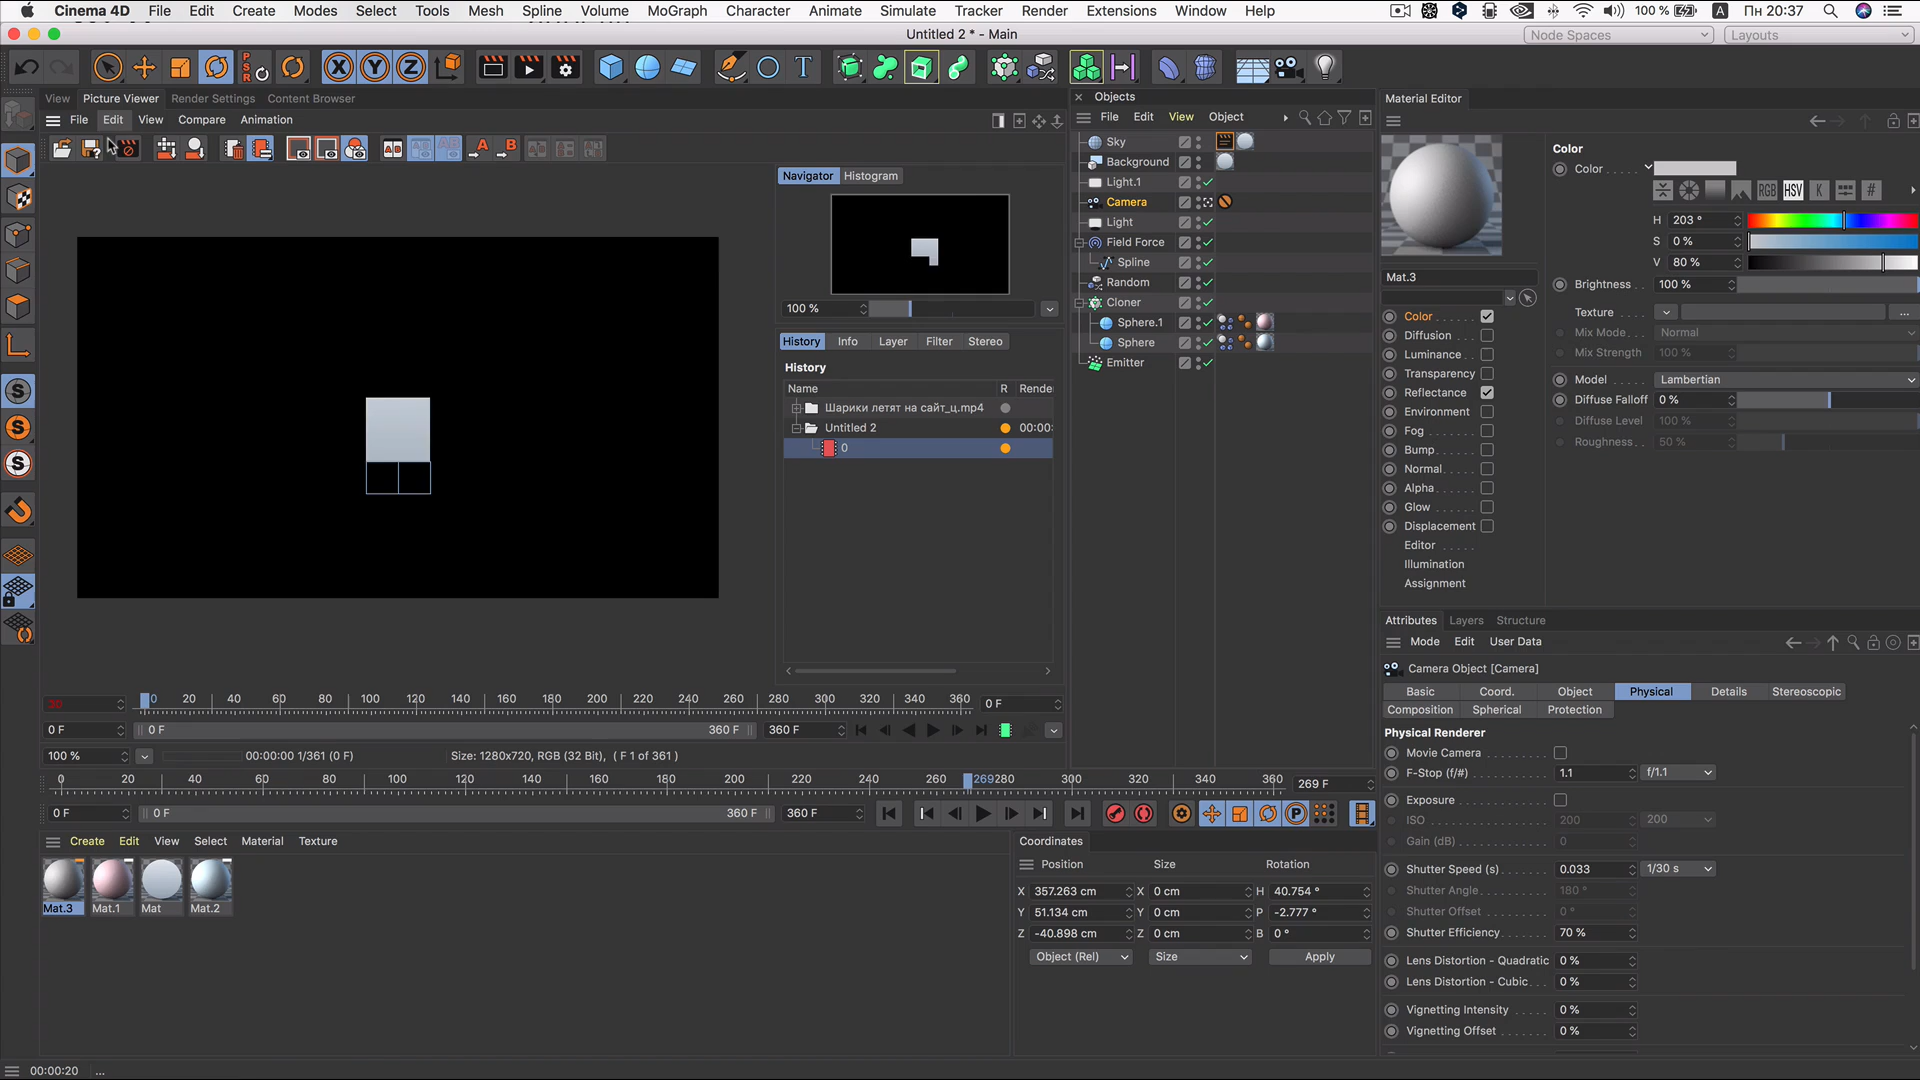 Cinema 4D File Edit Create Modes Select Tools Mesh Spline Volume MoGraph Character Animate Simulate Tracker Render Extensions Window Help 100 % A Пн 20:37
Untitled 2 * - Main
Node Spaces
Layouts
PSR
X Y Z
View Picture Viewer Render Settings Content Browser
File Edit View Compare Animation
Navigator Histogram
100 %
History Info Layer Filter Stereo
History
Name R Rende
Шарики летят на сайт_ц.mp4
Untitled 2 00:00:
0
0 20 40 60 80 100 120 140 160 180 200 220 240 260 280 300 320 340 360 0 F
0 F 0 F 360 F 360 F
100 % 00:00:00 1/361 (0 F) Size: 1280x720, RGB (32 Bit), ( F 1 of 361 )
0 20 40 60 80 100 120 140 160 180 200 220 240 260 269 280 300 320 340 360 269 F
0 F 0 F 360 F 360 F
Create Edit View Select Material Texture
Mat.3 Mat.1 Mat Mat.2
00:00:20 ...
Objects
File Edit View Object
Sky
Background
Light.1
Camera
Light
Field Force
Spline
Random
Cloner
Sphere.1
Sphere
Emitter
Coordinates
Position Size Rotation
X 357.263 cm X 0 cm H 40.754 °
Y 51.134 cm Y 0 cm P -2.777 °
Z -40.898 cm Z 0 cm B 0 °
Object (Rel) Size Apply
Material Editor
Mat.3
Color
Diffusion
Luminance
Transparency
Reflectance
Environment
Fog
Bump
Normal
Alpha
Glow
Displacement
Editor
Illumination
Assignment
Color
Color
RGB HSV K #
H 203 °
S 0 %
V 80 %
Brightness 100 %
Texture ...
Mix Mode Normal
Mix Strength 100 %
Model Lambertian
Diffuse Falloff 0 %
Diffuse Level 100 %
Roughness 50 %
Attributes Layers Structure
Mode Edit User Data
Camera Object [Camera]
Basic Coord. Object Physical Details Stereoscopic
Composition Spherical Protection
Physical Renderer
Movie Camera
F-Stop (f/#) 1.1 f/1.1
Exposure
ISO 200 200
Gain (dB) 0
Shutter Speed (s) 0.033 1/30 s
Shutter Angle 180 °
Shutter Offset 0 °
Shutter Efficiency 70 %
Lens Distortion - Quadratic 0 %
Lens Distortion - Cubic 0 %
Vignetting Intensity 0 %
Vignetting Offset 0 %